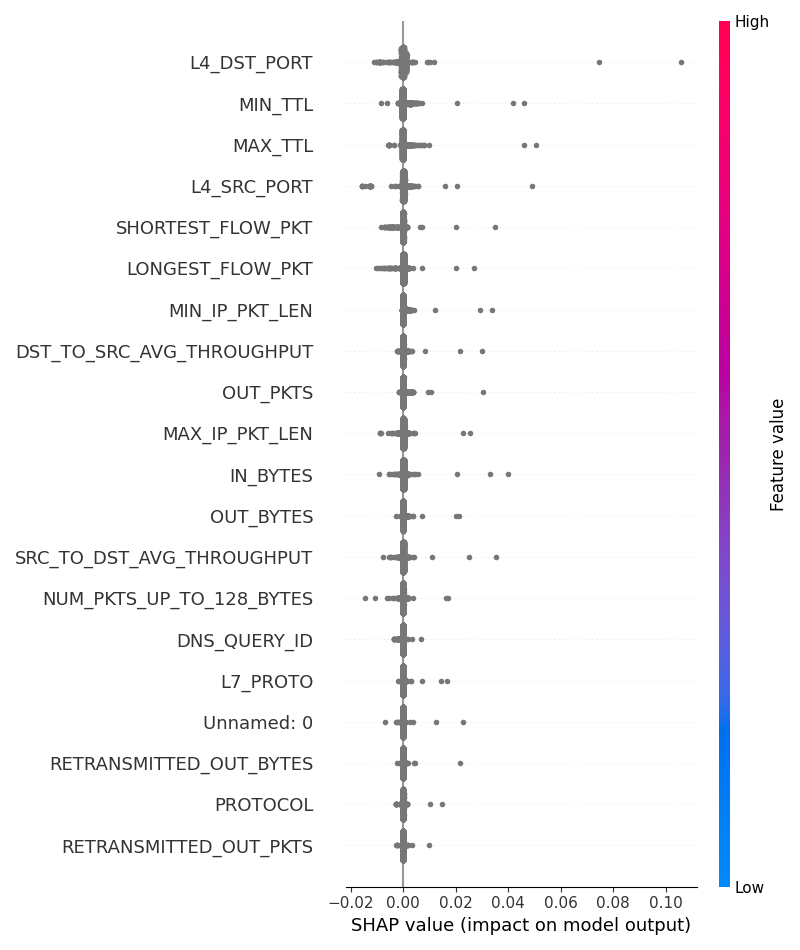 High
L4_DST_PORT
MIN_TTL
MAX_TTL
L4_SRC_PORT
SHORTEST_FLOW_PKT
LONGEST_FLOW_PKT
MIN_IP_PKT_LEN
DST_TO_SRC_AVG_THROUGHPUT
OUT_PKTS
MAX_IP_PKT_LEN
IN_BYTES
OUT_BYTES
SRC_TO_DST_AVG_THROUGHPUT
NUM_PKTS_UP_TO_128_BYTES
DNS_QUERY_ID
L7_PROTO
Unnamed: 0
RETRANSMITTED_OUT_BYTES
PROTOCOL
RETRANSMITTED_OUT_PKTS
Feature value
Low
−0.02 0.00 0.02 0.04 0.06 0.08 0.10
SHAP value (impact on model output)